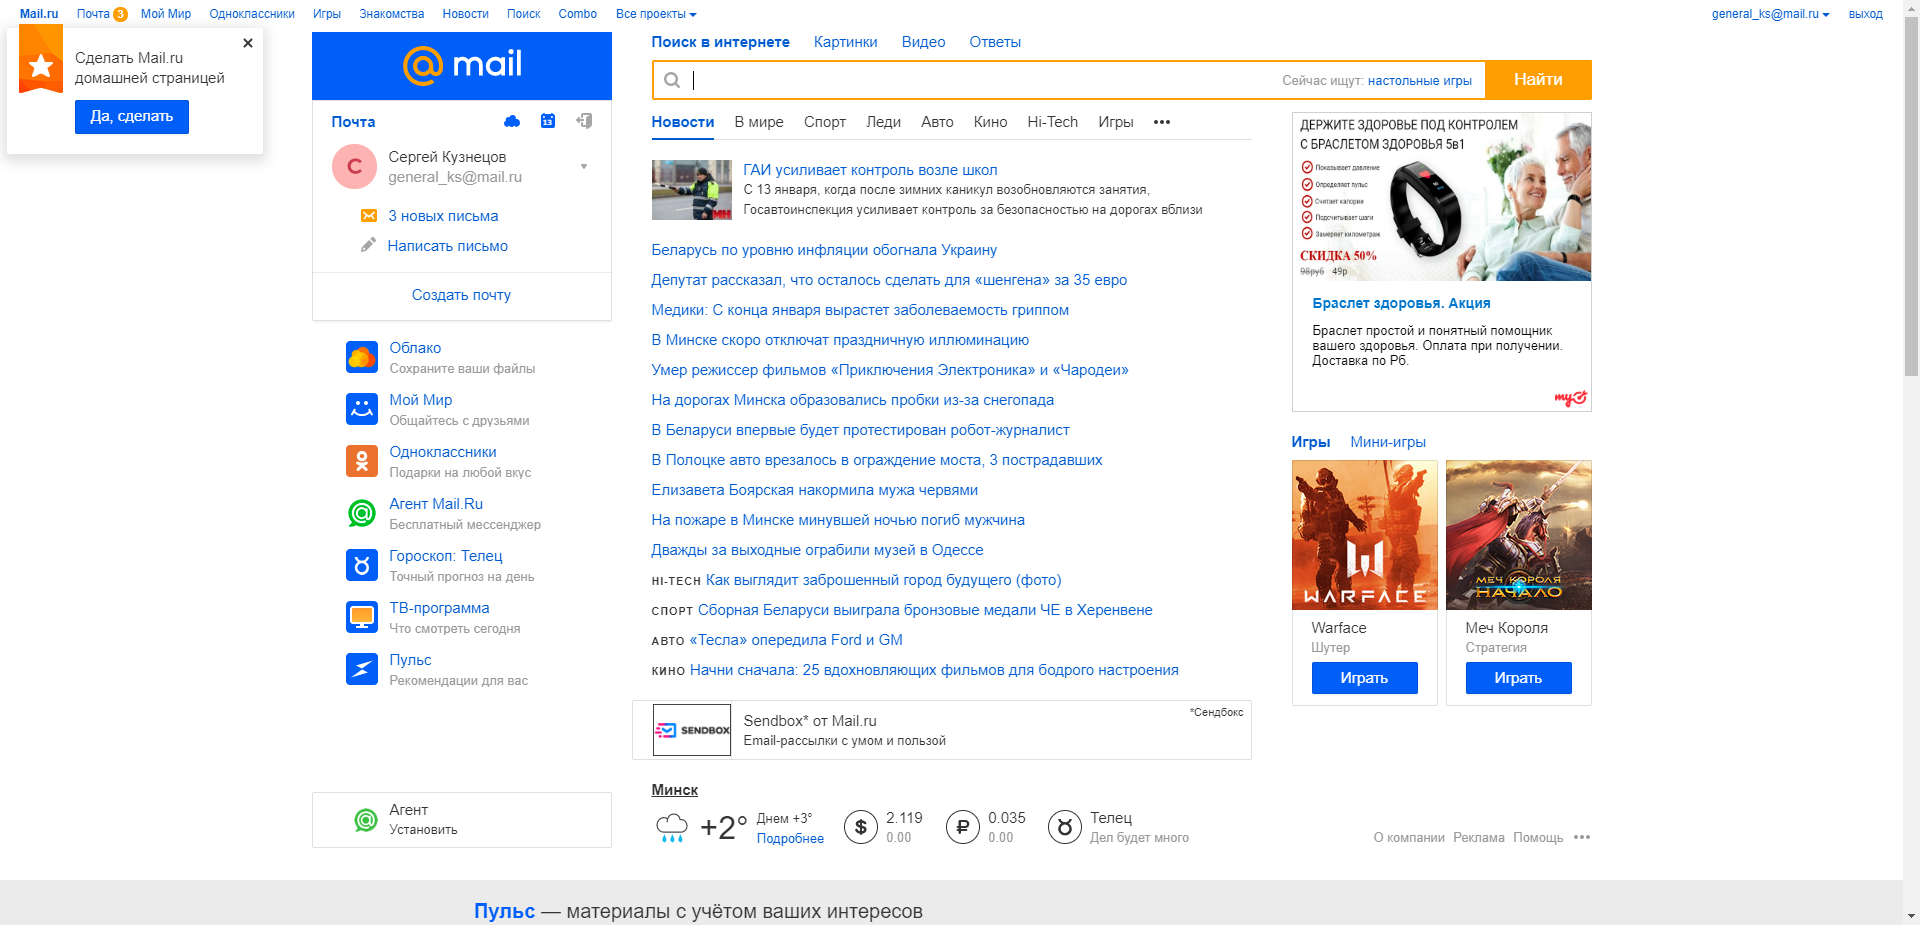 Mail.ru Почта 3 Мой Мир Одноклассники Игры Знакомства Новости Поиск Combo Все проекты general_ks@mail.ru выход
Сделать Mail.ru
домашней страницей
Да, сделать
@mail
Почта
13
С
Сергей Кузнецов
general_ks@mail.ru
3 новых письма
Написать письмо
Создать почту
Облако
Сохраните ваши файлы
Мой Мир
Общайтесь с друзьями
Одноклассники
Подарки на любой вкус
Агент Mail.Ru
Бесплатный мессенджер
Гороскоп: Телец
Точный прогноз на день
ТВ-программа
Что смотреть сегодня
Пульс
Рекомендации для вас
Агент
Установить
Поиск в интернете Картинки Видео Ответы
Сейчас ищут: настольные игры Найти
Новости В мире Спорт Леди Авто Кино Hi-Tech Игры
МН
ГАИ усиливает контроль возле школ
С 13 января, когда после зимних каникул возобновляются занятия,
Госавтоинспекция усиливает контроль за безопасностью на дорогах вблизи
Беларусь по уровню инфляции обогнала Украину
Депутат рассказал, что осталось сделать для «шенгена» за 35 евро
Медики: С конца января вырастет заболеваемость гриппом
В Минске скоро отключат праздничную иллюминацию
Умер режиссер фильмов «Приключения Электроника» и «Чародеи»
На дорогах Минска образовались пробки из-за снегопада
В Беларуси впервые будет протестирован робот-журналист
В Полоцке авто врезалось в ограждение моста, 3 пострадавших
Елизавета Боярская накормила мужа червями
На пожаре в Минске минувшей ночью погиб мужчина
Дважды за выходные ограбили музей в Одессе
HI-TECH Как выглядит заброшенный город будущего (фото)
СПОРТ Сборная Беларуси выиграла бронзовые медали ЧЕ в Херенвене
АВТО «Тесла» опередила Ford и GM
КИНО Начни сначала: 25 вдохновляющих фильмов для бодрого настроения
SENDBOX
Sendbox* от Mail.ru
Email-рассылки с умом и пользой
*Сендбокс
Минск
+2°
Днем +3°
Подробнее
$
2.119
0.00
₽
0.035
0.00
Телец
Дел будет много
ДЕРЖИТЕ ЗДОРОВЬЕ ПОД КОНТРОЛЕМ
С БРАСЛЕТОМ ЗДОРОВЬЯ 5в1
Показывает давление
Определяет пульс
Считает калории
Подсчитывает шаги
Замеряет километраж
СКИДКА 50%
98руб 49р
Браслет здоровья. Акция
Браслет простой и понятный помощник
вашего здоровья. Оплата при получении.
Доставка по Рб.
my
Игры Мини-игры
WARFACE
Warface
Шутер
Играть
МЕЧ КОРОЛЯ
НАЧАЛО
Меч Короля
Стратегия
Играть
О компании Реклама Помощь
Пульс — материалы с учётом ваших интересов